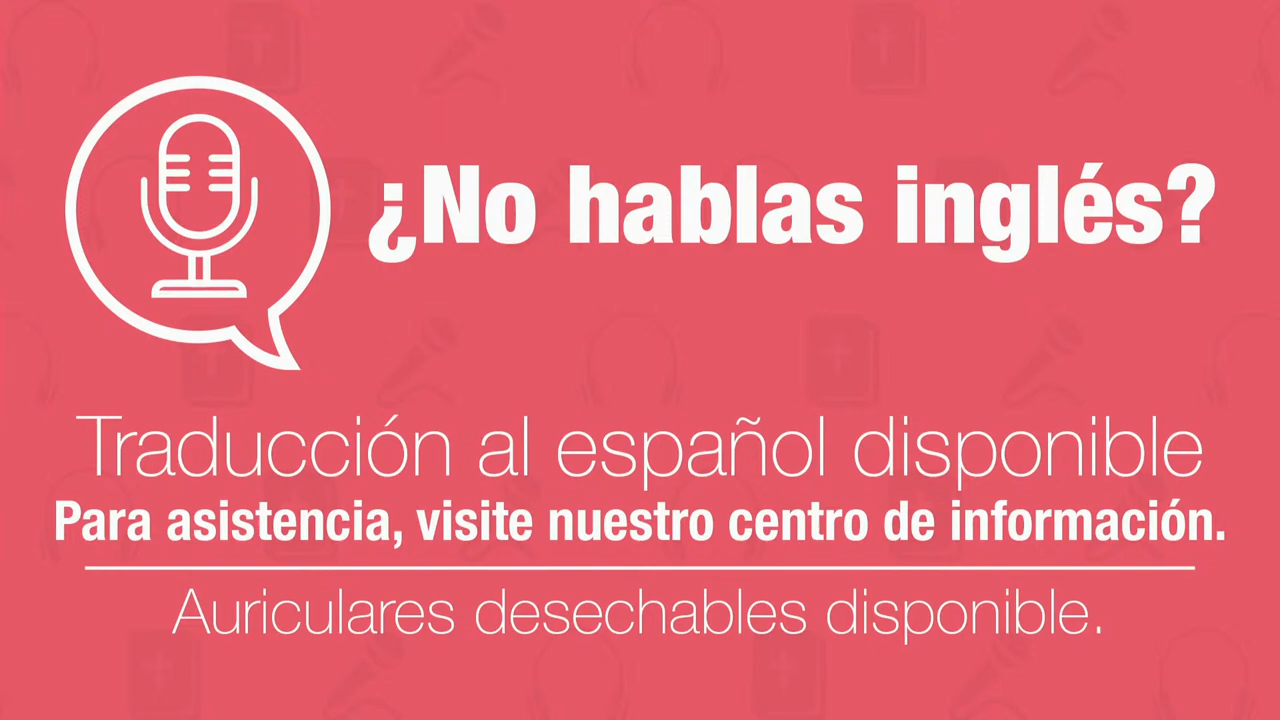 ¿No hablas inglés?
Traducción al español disponible
Para asistencia, visite nuestro centro de información.
Auriculares desechables disponible.